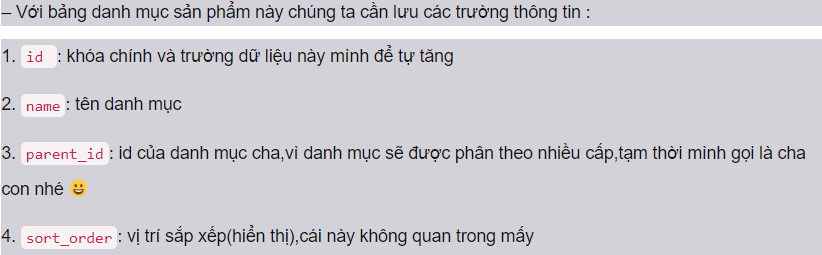 – Với bảng danh mục sản phẩm này chúng ta cần lưu các trường thông tin :
1. id : khóa chính và trường dữ liệu này mình để tự tăng
2. name: tên danh mục
3. parent_id: id của danh mục cha,vì danh mục sẽ được phân theo nhiều cấp,tạm thời mình gọi là cha
con nhé 😀
4. sort_order: vị trí sắp xếp(hiển thị),cái này không quan trong mấy